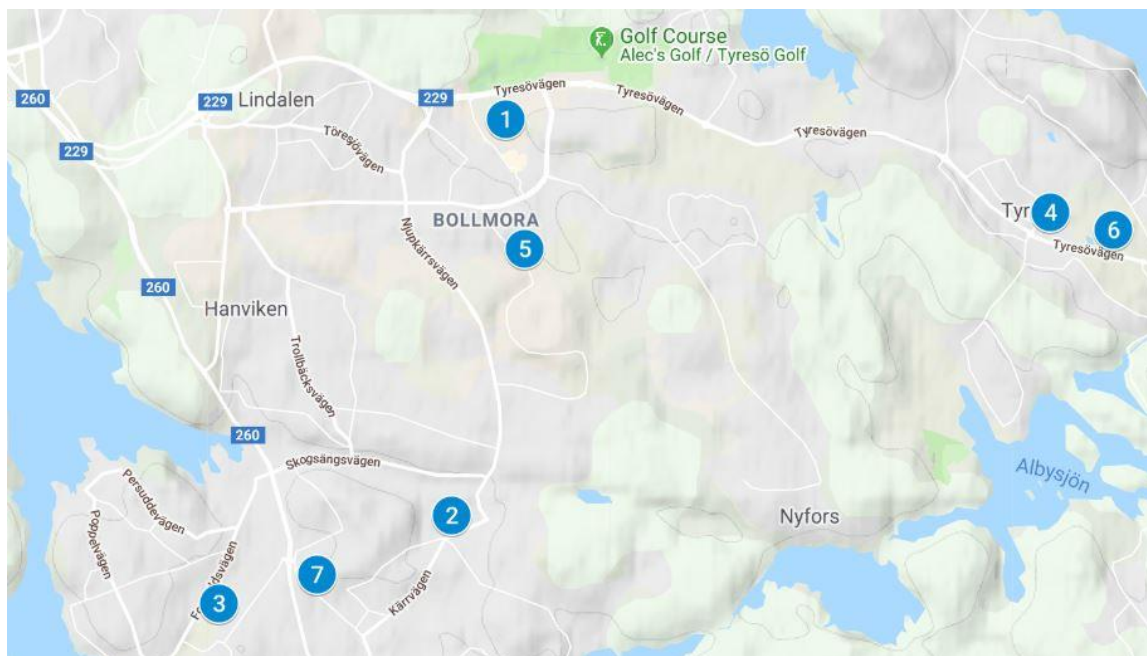 Golf Course
Alec's Golf / Tyresö Golf
260
229
Lindalen
229
Tyresövägen
Tyresövägen
1
Töresjövägen
Tyresövägen
229
BOLLMORA
Tyr
4
6
Njupkärrsvägen
5
Tyresövägen
260
Hanviken
Trollbäcksvägen
260
Skogsängsvägen
Albysjön
Persuddevägen
Poppelvägen
2
Nyfors
7
Kärrvägen
3